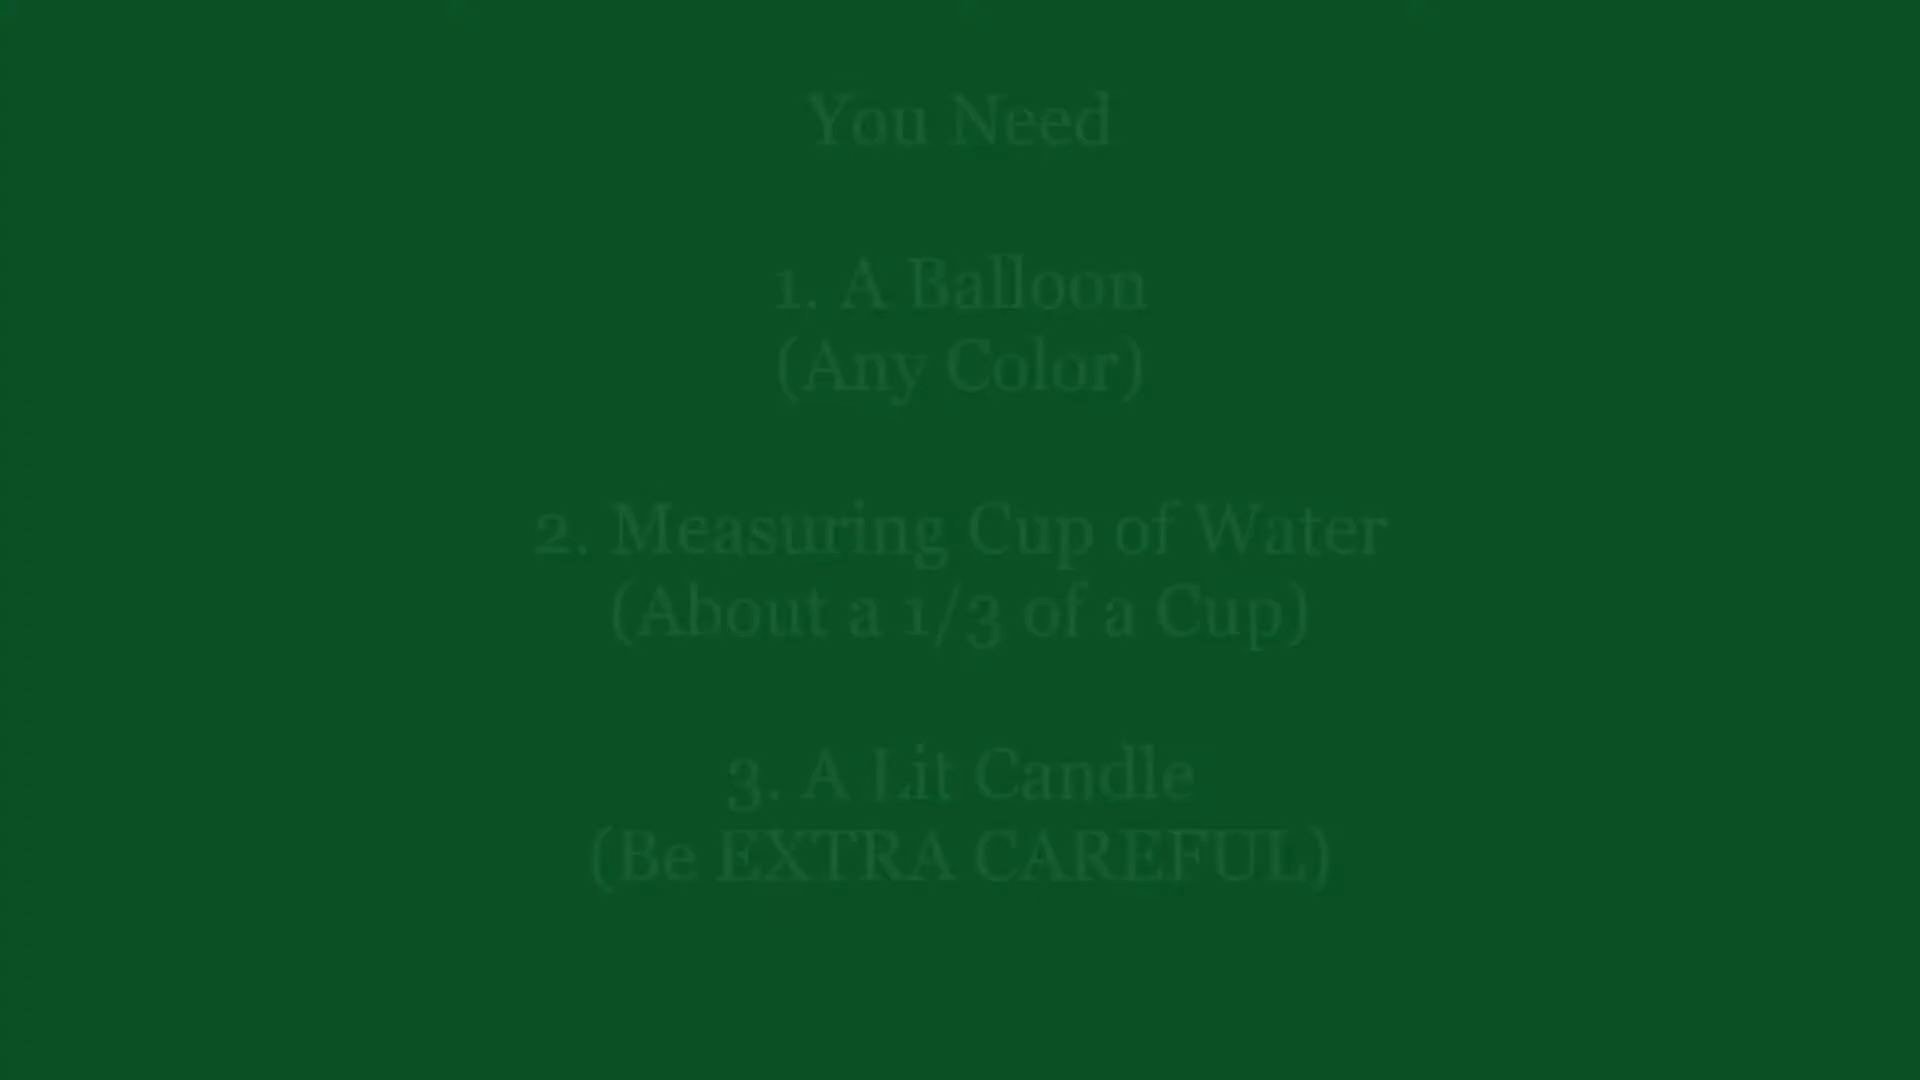 You Need
1. A Balloon
(Any Color)
2. Measuring Cup of Water
(About a 1/3 of a Cup)
3. A Lit Candle
(Be EXTRA CAREFUL)